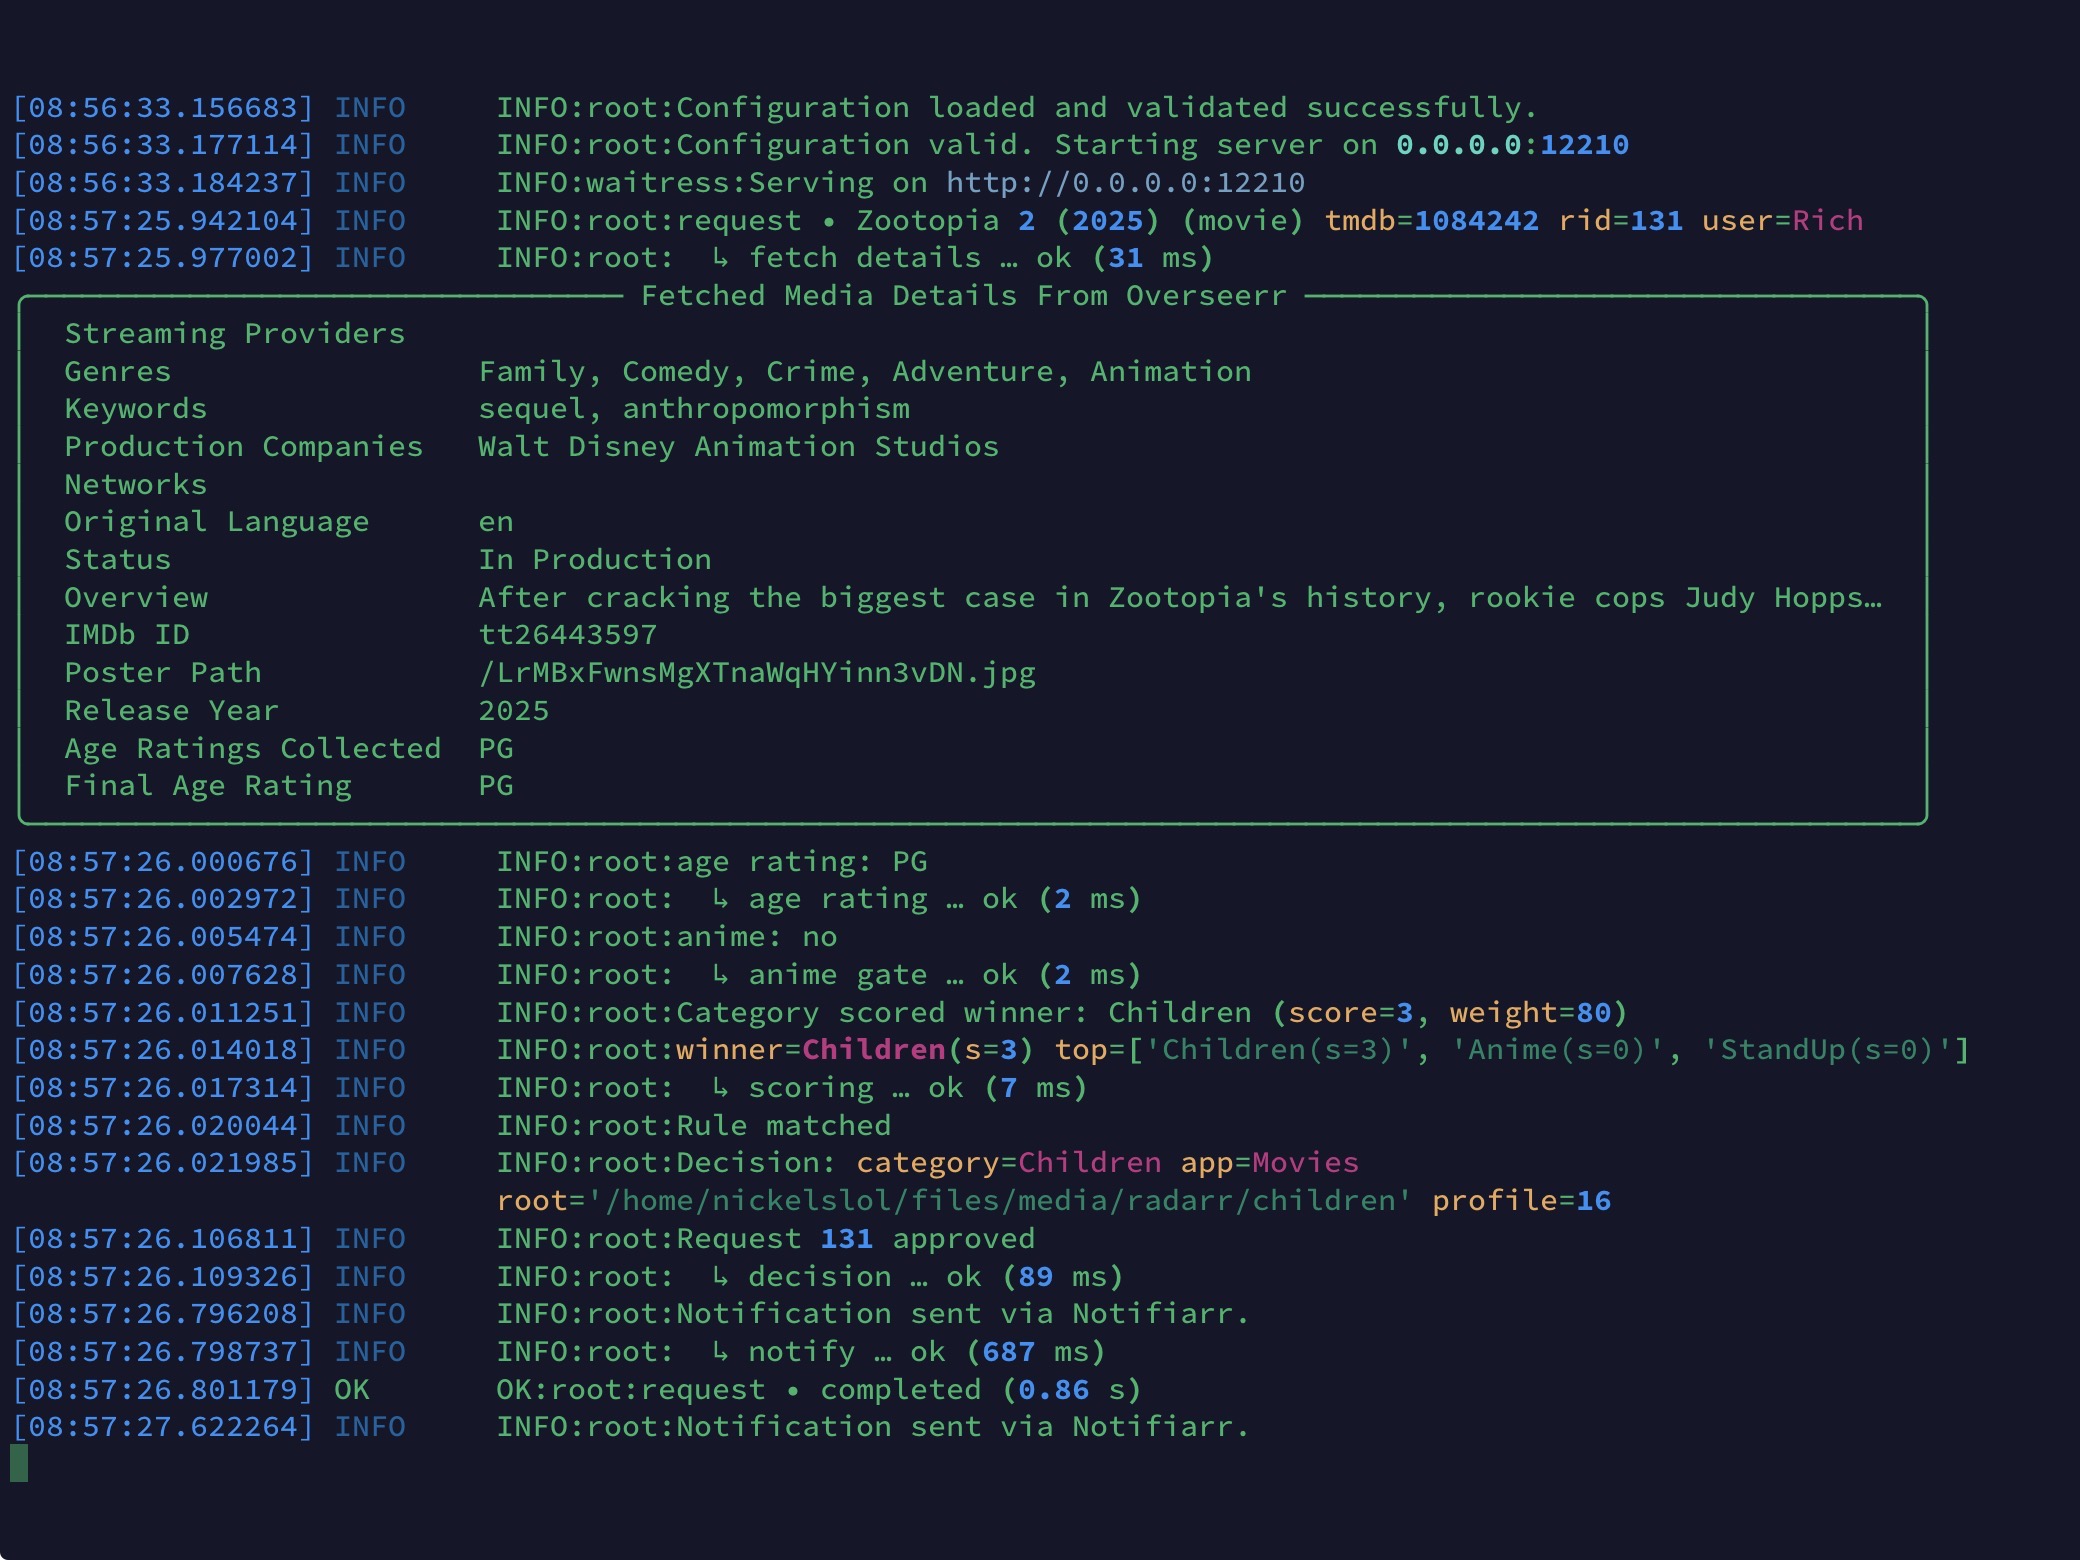 [08:56:33.156683] INFO     INFO:root:Configuration loaded and validated successfully.
[08:56:33.177114] INFO     INFO:root:Configuration valid. Starting server on 0.0.0.0:12210
[08:56:33.184237] INFO     INFO:waitress:Serving on http://0.0.0.0:12210
[08:57:25.942104] INFO     INFO:root:request • Zootopia 2 (2025) (movie) tmdb=1084242 rid=131 user=Rich
[08:57:25.977002] INFO     INFO:root:  ↳ fetch details … ok (31 ms)
Fetched Media Details From Overseerr
Streaming Providers
Genres                 Family, Comedy, Crime, Adventure, Animation
Keywords               sequel, anthropomorphism
Production Companies   Walt Disney Animation Studios
Networks
Original Language      en
Status                 In Production
Overview               After cracking the biggest case in Zootopia's history, rookie cops Judy Hopps…
IMDb ID                tt26443597
Poster Path            /LrMBxFwnsMgXTnaWqHYinn3vDN.jpg
Release Year           2025
Age Ratings Collected  PG
Final Age Rating       PG
[08:57:26.000676] INFO     INFO:root:age rating: PG
[08:57:26.002972] INFO     INFO:root:  ↳ age rating … ok (2 ms)
[08:57:26.005474] INFO     INFO:root:anime: no
[08:57:26.007628] INFO     INFO:root:  ↳ anime gate … ok (2 ms)
[08:57:26.011251] INFO     INFO:root:Category scored winner: Children (score=3, weight=80)
[08:57:26.014018] INFO     INFO:root:winner=Children(s=3) top=['Children(s=3)', 'Anime(s=0)', 'StandUp(s=0)']
[08:57:26.017314] INFO     INFO:root:  ↳ scoring … ok (7 ms)
[08:57:26.020044] INFO     INFO:root:Rule matched
[08:57:26.021985] INFO     INFO:root:Decision: category=Children app=Movies
root='/home/nickelslol/files/media/radarr/children' profile=16
[08:57:26.106811] INFO     INFO:root:Request 131 approved
[08:57:26.109326] INFO     INFO:root:  ↳ decision … ok (89 ms)
[08:57:26.796208] INFO     INFO:root:Notification sent via Notifiarr.
[08:57:26.798737] INFO     INFO:root:  ↳ notify … ok (687 ms)
[08:57:26.801179] OK       OK:root:request • completed (0.86 s)
[08:57:27.622264] INFO     INFO:root:Notification sent via Notifiarr.